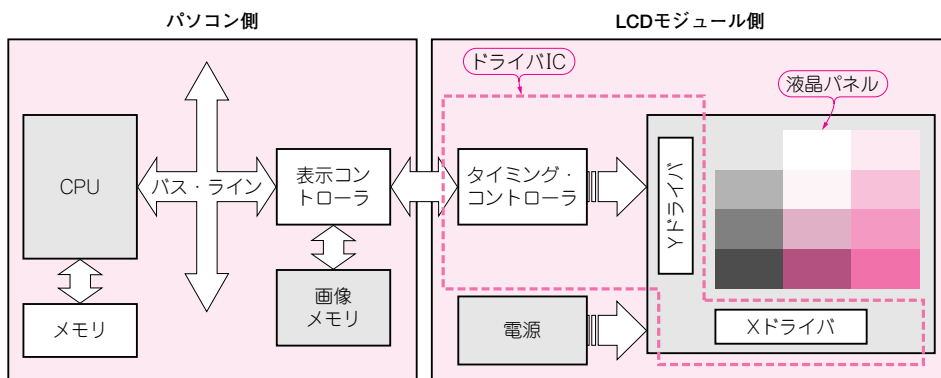 パソコン側
LCDモジュール側
ドライバIC
液晶パネル
CPU
バス・ライン
表示コン
トローラ
タイミング・
コントローラ
Yドライバ
メモリ
画像
メモリ
電源
Xドライバ